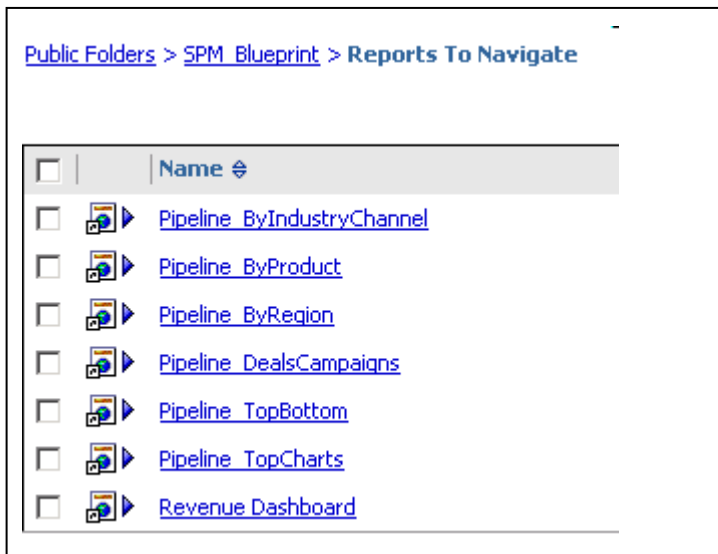 Public Folders > SPM_Blueprint > Reports To Navigate
Name
Pipeline_ByIndustryChannel
Pipeline_ByProduct
Pipeline_ByRegion
Pipeline_DealsCampaigns
Pipeline_TopBottom
Pipeline_TopCharts
Revenue Dashboard